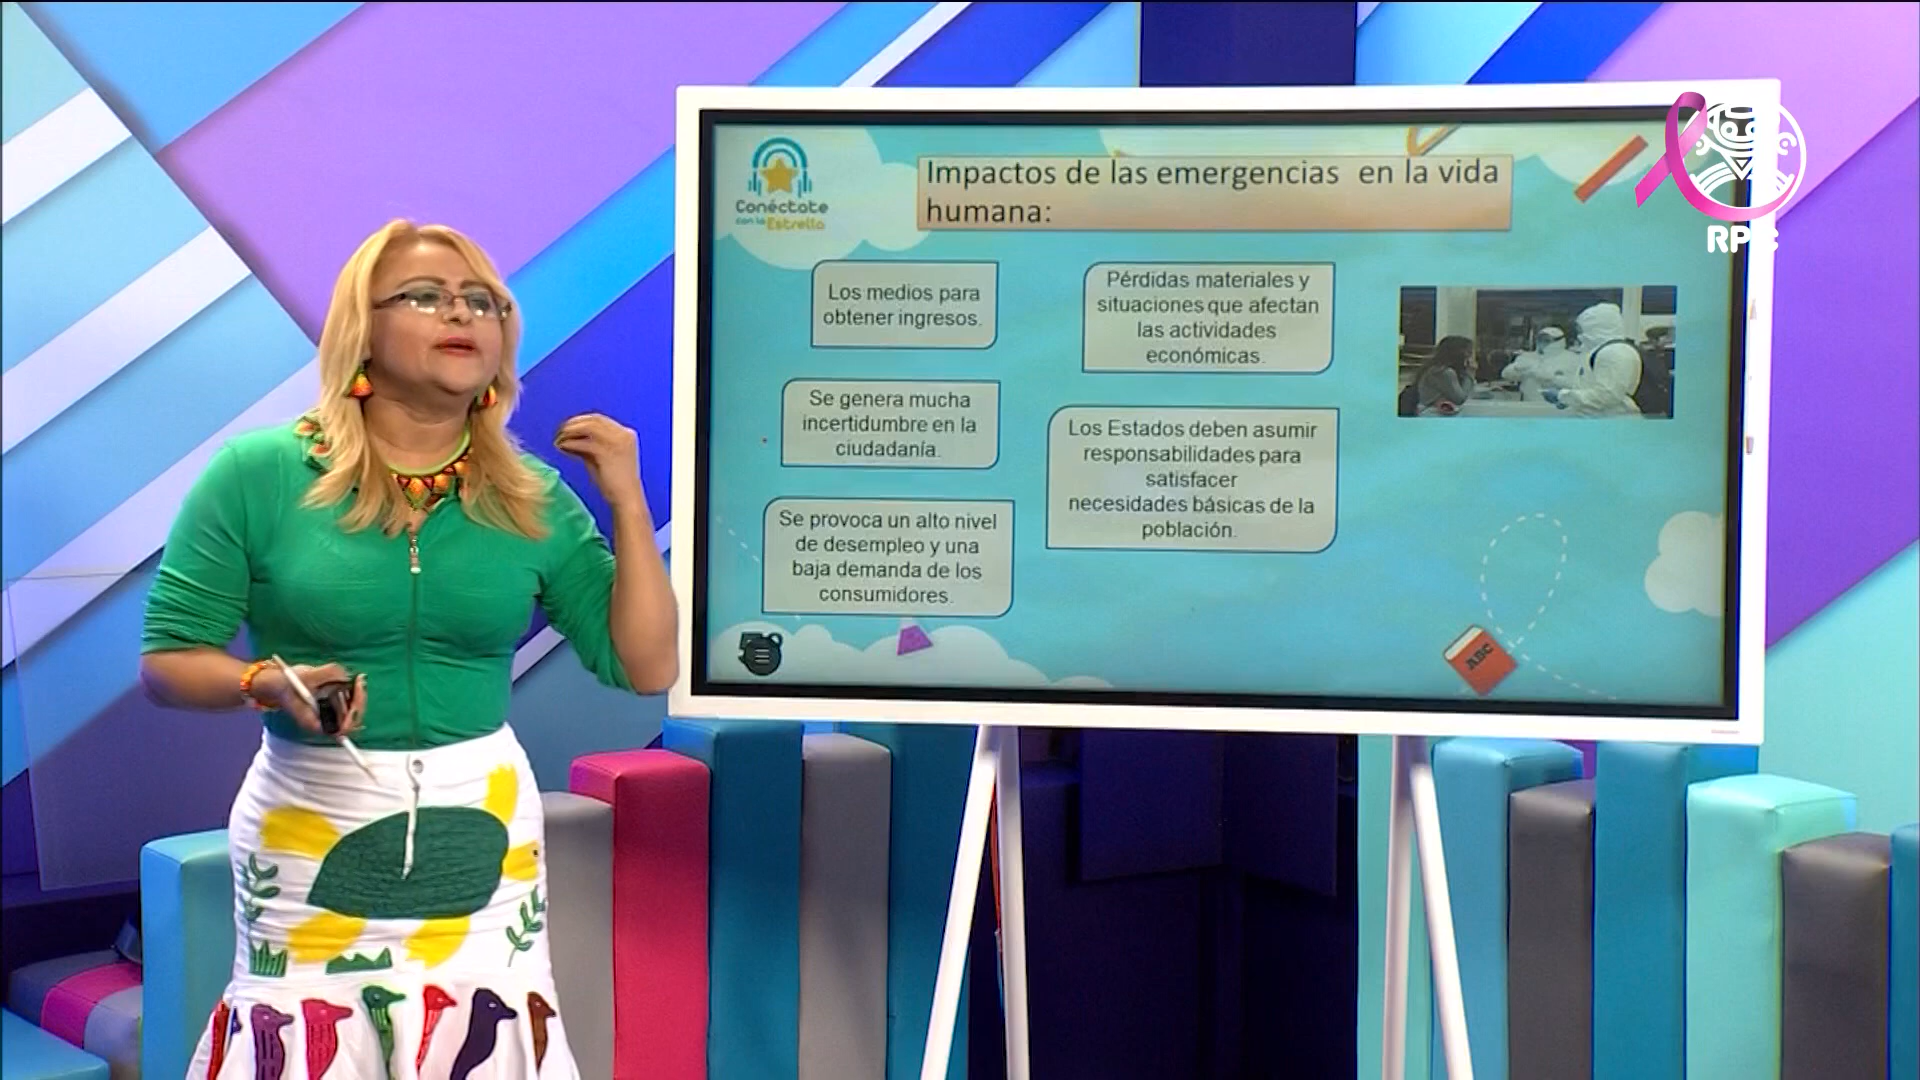 Conéctate
con la Estrella
Impactos de las emergencias en la vida
humana:
RPC
Los medios para
obtener ingresos.
Pérdidas materiales y
situaciones que afectan
las actividades
económicas.
Se genera mucha
incertidumbre en la
ciudadanía.
Los Estados deben asumir
responsabilidades para
satisfacer
necesidades básicas de la
población.
Se provoca un alto nivel
de desempleo y una
baja demanda de los
consumidores.
ABC